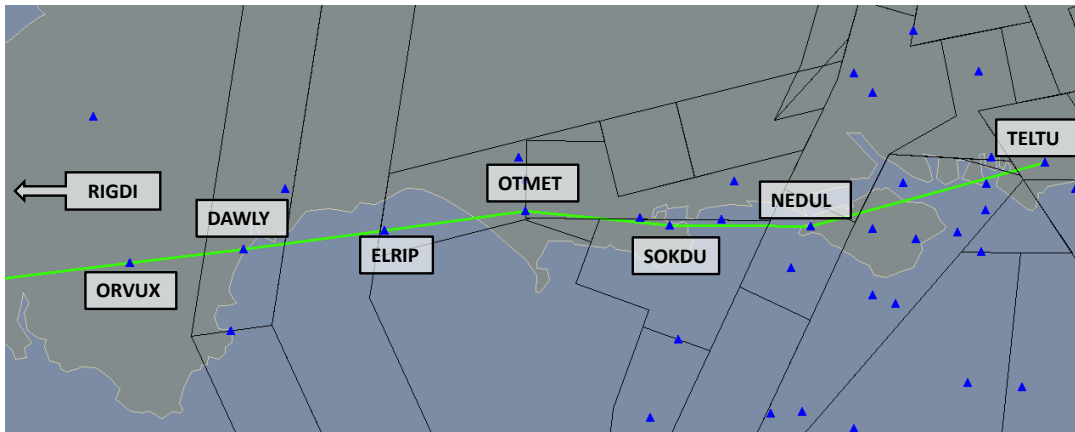 TELTU
RIGDI
OTMET
NEDUL
DAWLY
ELRIP
SOKDU
ORVUX